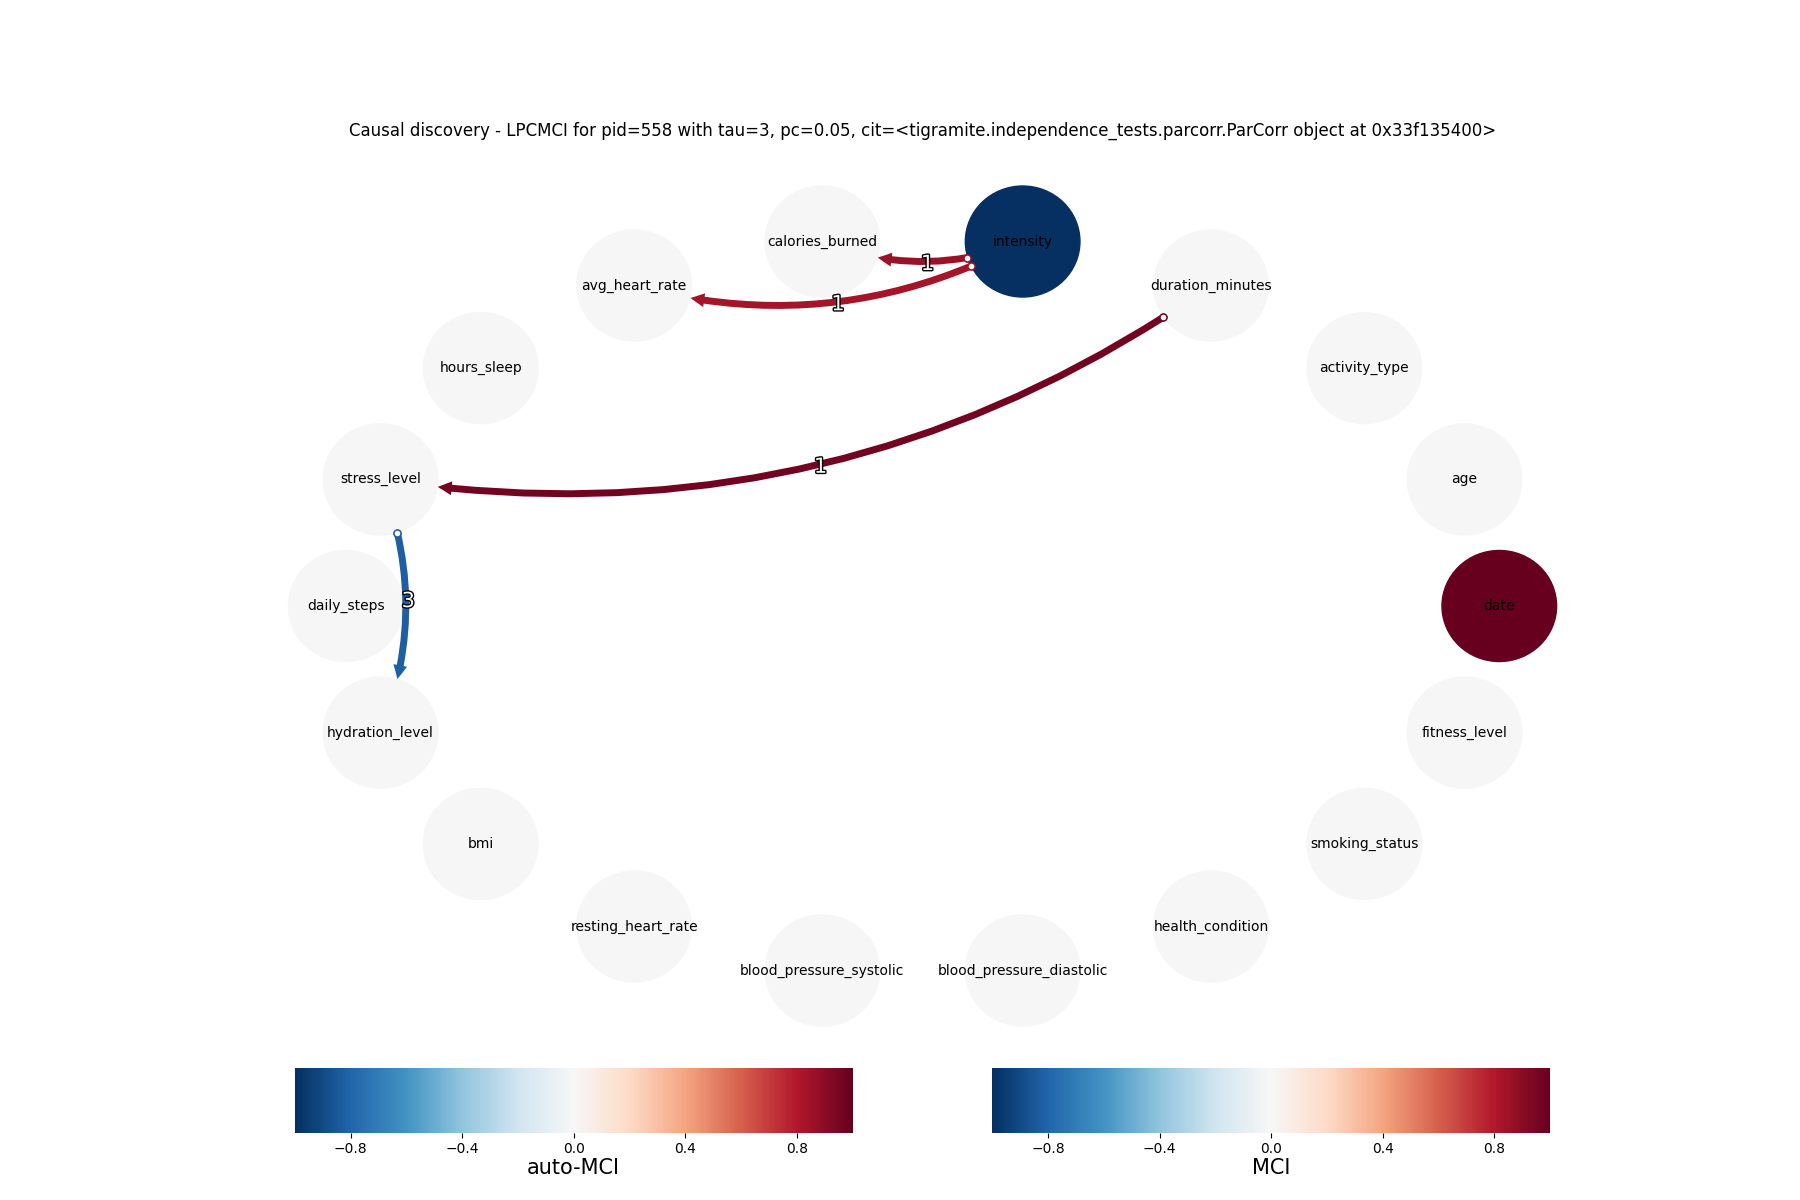 Causal discovery - LPCMCI for pid=558 with tau=3, pc=0.05, cit=<tigramite.independence_tests.parcorr.ParCorr object at 0x33f135400>
calories_burned
intensity
1
avg_heart_rate
duration_minutes
1
hours_sleep
activity_type
1
stress_level
age
3
daily_steps
date
hydration_level
fitness_level
bmi
smoking_status
resting_heart_rate
health_condition
blood_pressure_systolic
blood_pressure_diastolic
−0.8 −0.4 0.0 0.4 0.8
auto-MCI
−0.8 −0.4 0.0 0.4 0.8
MCI